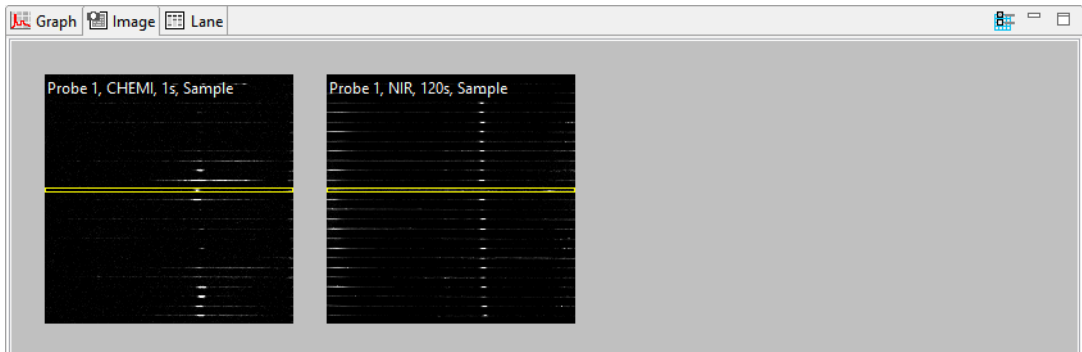 Graph Image Lane
Probe 1, CHEMI, 1s, Sample
Probe 1, NIR, 120s, Sample